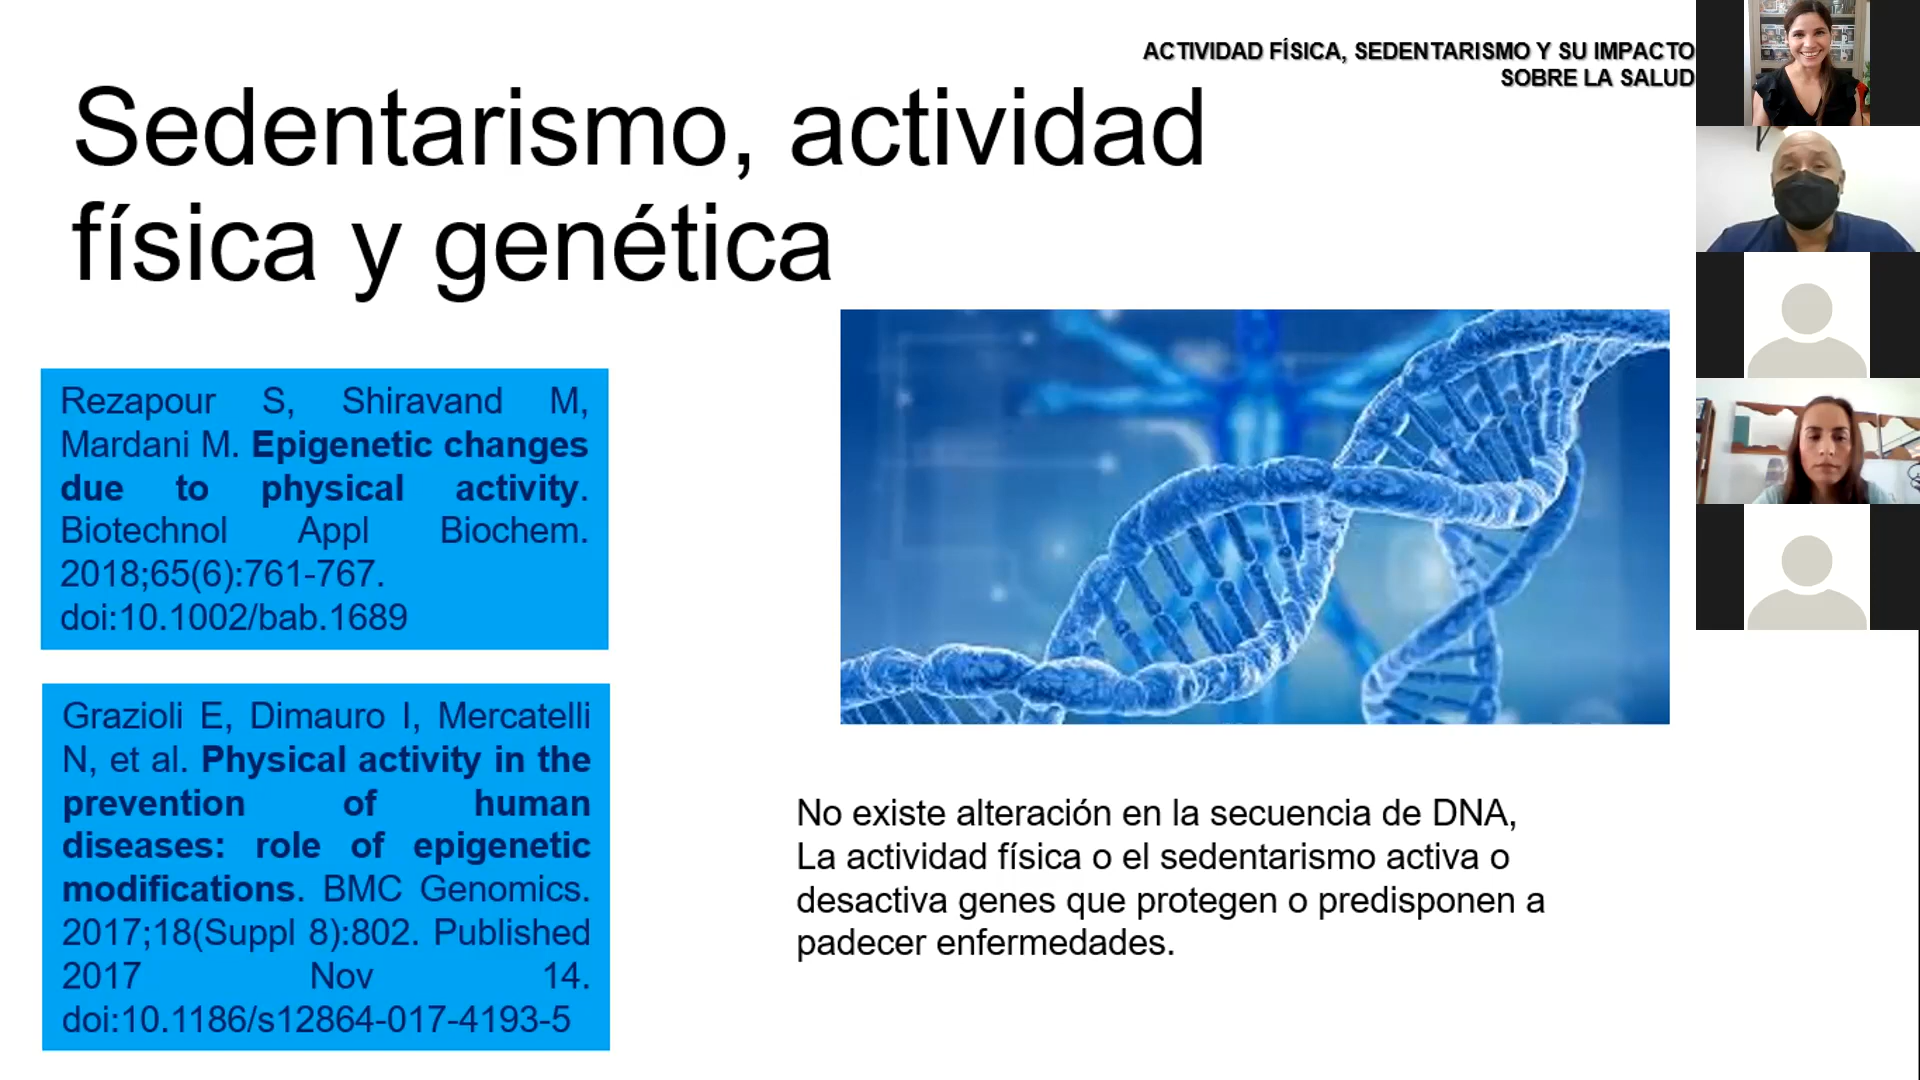 ACTIVIDAD FÍSICA, SEDENTARISMO Y SU IMPACTO
SOBRE LA SALUD
Sedentarismo, actividad
física y genética
Rezapour S, Shiravand M,
Mardani M. Epigenetic changes
due to physical activity.
Biotechnol Appl Biochem.
2018;65(6):761-767.
doi:10.1002/bab.1689
Grazioli E, Dimauro I, Mercatelli
N, et al. Physical activity in the
prevention of human
diseases: role of epigenetic
modifications. BMC Genomics.
2017;18(Suppl 8):802. Published
2017 Nov 14.
doi:10.1186/s12864-017-4193-5
No existe alteración en la secuencia de DNA,
La actividad física o el sedentarismo activa o
desactiva genes que protegen o predisponen a
padecer enfermedades.